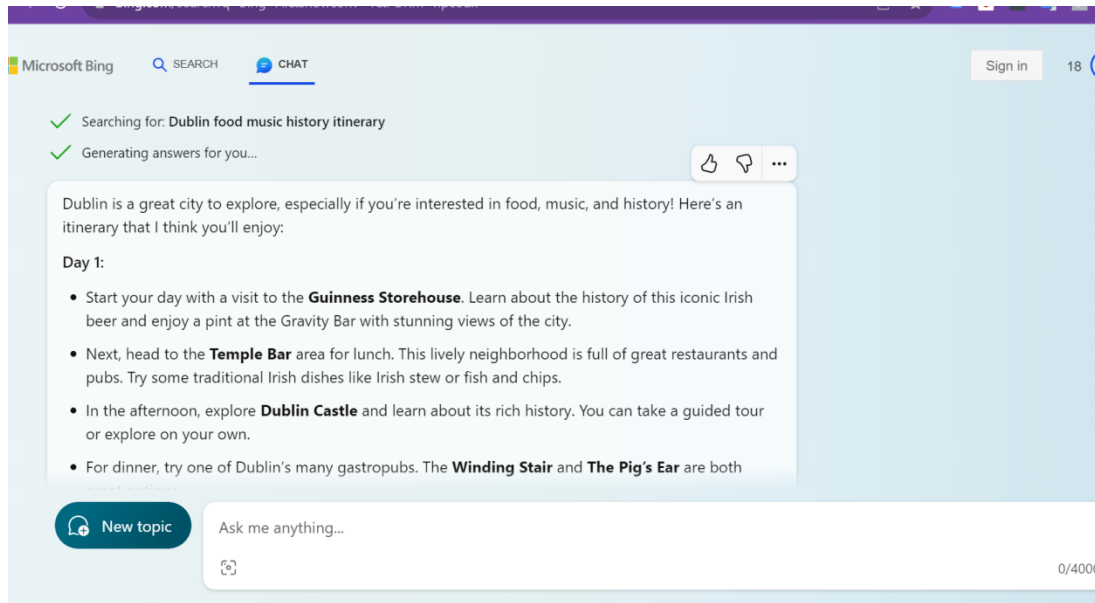 Microsoft Bing
SEARCH
CHAT
Sign in
18
Searching for: Dublin food music history itinerary
Generating answers for you...
Dublin is a great city to explore, especially if you're interested in food, music, and history! Here's an
itinerary that I think you'll enjoy:
Day 1:
• Start your day with a visit to the Guinness Storehouse. Learn about the history of this iconic Irish
beer and enjoy a pint at the Gravity Bar with stunning views of the city.
• Next, head to the Temple Bar area for lunch. This lively neighborhood is full of great restaurants and
pubs. Try some traditional Irish dishes like Irish stew or fish and chips.
• In the afternoon, explore Dublin Castle and learn about its rich history. You can take a guided tour
or explore on your own.
• For dinner, try one of Dublin's many gastropubs. The Winding Stair and The Pig's Ear are both
New topic
Ask me anything...
0/4000